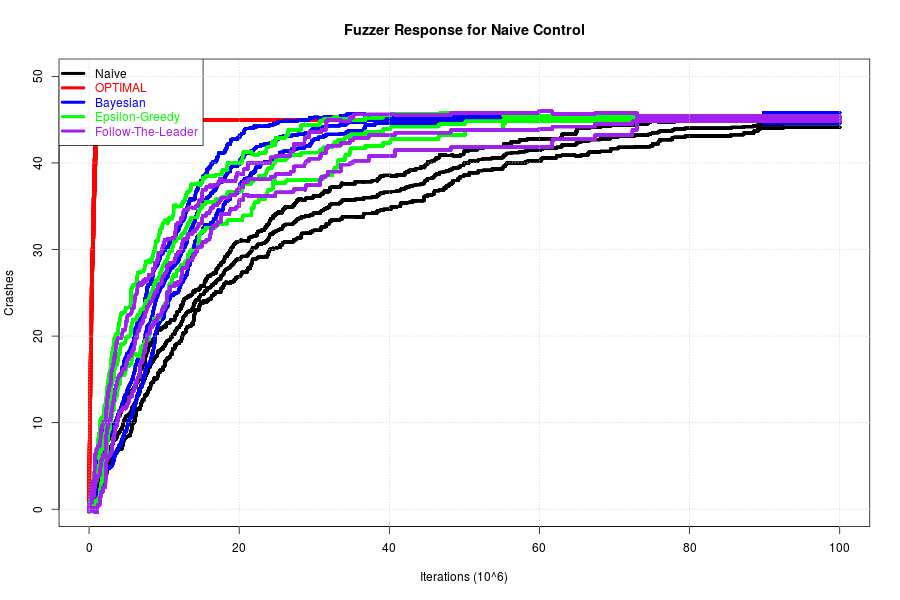 Fuzzer Response for Naive Control
Naive
OPTIMAL
Bayesian
Epsilon-Greedy
Follow-The-Leader
Crashes
50
40
30
20
10
0
0 20 40 60 80 100
Iterations (10^6)